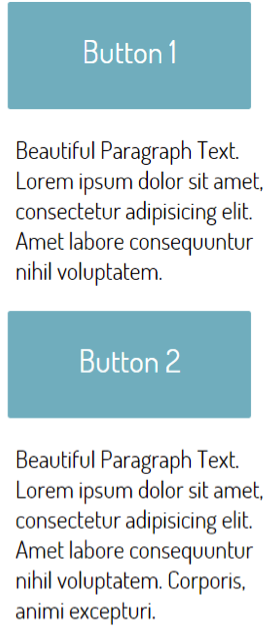 Button 1
Beautiful Paragraph Text.
Lorem ipsum dolor sit amet,
consectetur adipisicing elit.
Amet labore consequuntur
nihil voluptatem.
Button 2
Beautiful Paragraph Text.
Lorem ipsum dolor sit amet,
consectetur adipisicing elit.
Amet labore consequuntur
nihil voluptatem. Corporis,
animi excepturi.